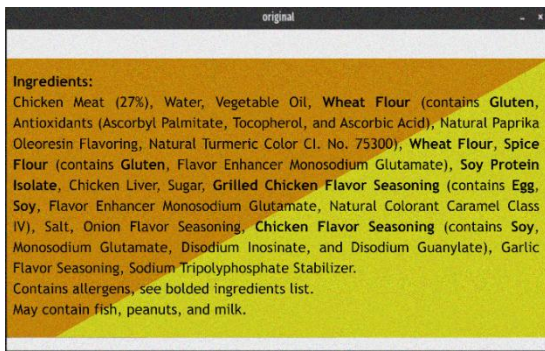 original
Ingredients:
Chicken Meat (27%), Water, Vegetable Oil, Wheat Flour (contains Gluten,
Antioxidants (Ascorbyl Palmitate, Tocopherol, and Ascorbic Acid), Natural Paprika
Oleoresin Flavoring, Natural Turmeric Color CI. No. 75300), Wheat Flour, Spice
Flour (contains Gluten, Flavor Enhancer Monosodium Glutamate), Soy Protein
Isolate, Chicken Liver, Sugar, Grilled Chicken Flavor Seasoning (contains Egg,
Soy, Flavor Enhancer Monosodium Glutamate, Natural Colorant Caramel Class
IV), Salt, Onion Flavor Seasoning, Chicken Flavor Seasoning (contains Soy,
Monosodium Glutamate, Disodium Inosinate, and Disodium Guanylate), Garlic
Flavor Seasoning, Sodium Tripolyphosphate Stabilizer.
Contains allergens, see bolded ingredients list.
May contain fish, peanuts, and milk.